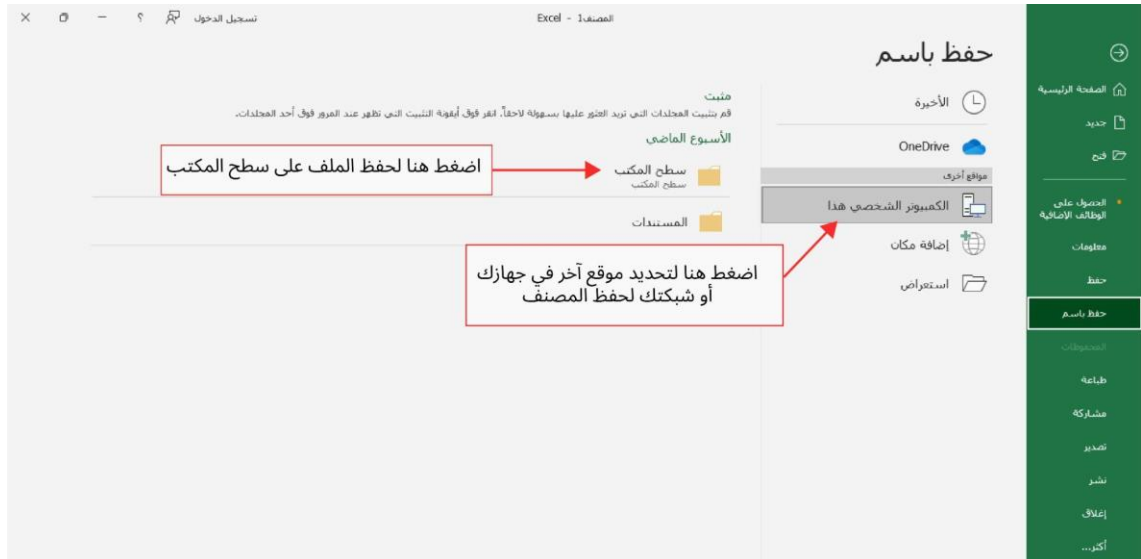 المصنف1 - Excel
تسجيل الدخول
؟
الصفحة الرئيسية
جديد
فتح
الحصول على
الوظائف الإضافية
معلومات
حفظ
حفظ باسم
المحفوظات
طباعة
مشاركة
تصدير
نشر
إغلاق
أكثر...
حفظ باسم
الأخيرة
OneDrive
مواقع أخرى
الكمبيوتر الشخصي هذا
إضافة مكان
استعراض
مثبت
قم بتثبيت المجلدات التي تريد العثور عليها بسهولة لاحقاً. انقر فوق أيقونة التثبيت التي تظهر عند المرور فوق أحد المجلدات.
الأسبوع الماضي
سطح المكتب
سطح المكتب
المستندات
اضغط هنا لحفظ الملف على سطح المكتب
اضغط هنا لتحديد موقع آخر في جهازك
أو شبكتك لحفظ المصنف